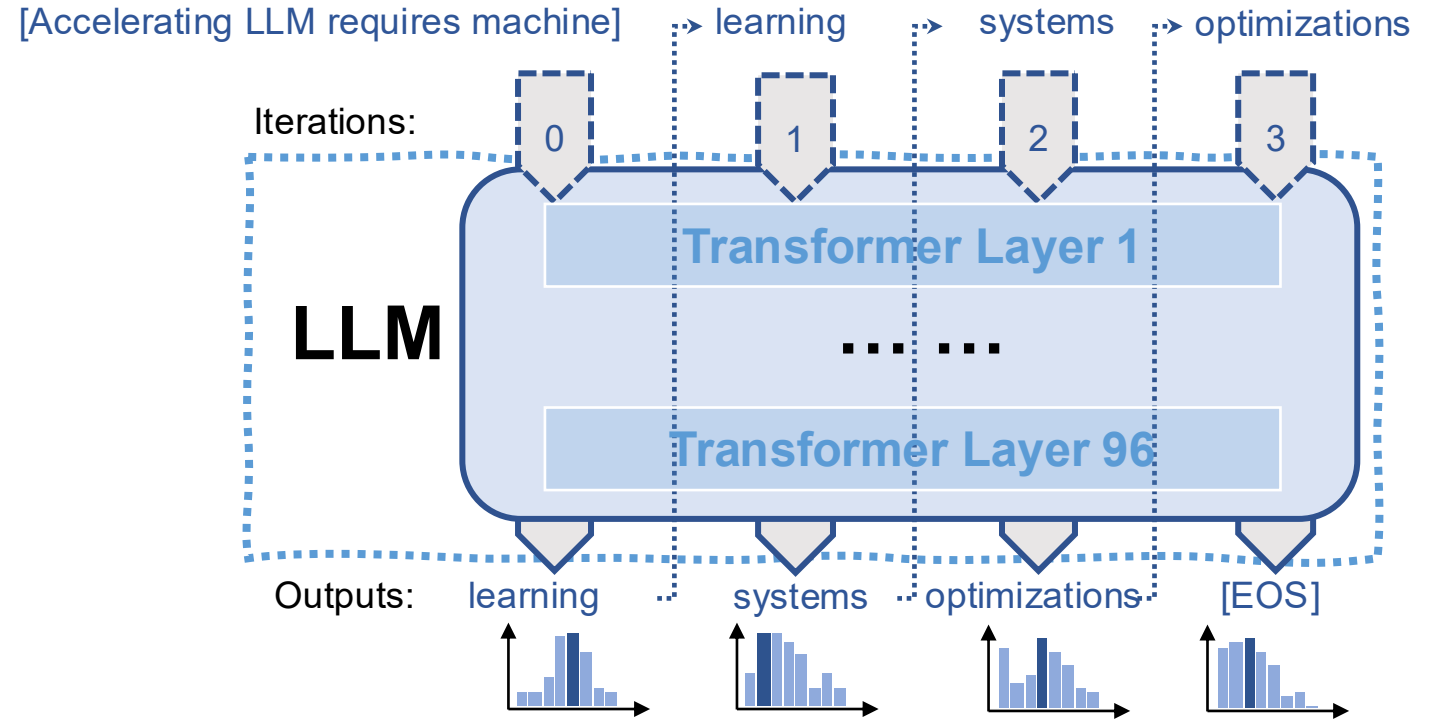 [Accelerating LLM requires machine] learning systems optimizations
Iterations: 0 1 2 3
Transformer Layer 1
LLM ... ...
Transformer Layer 96
Outputs: learning systems optimizations [EOS]